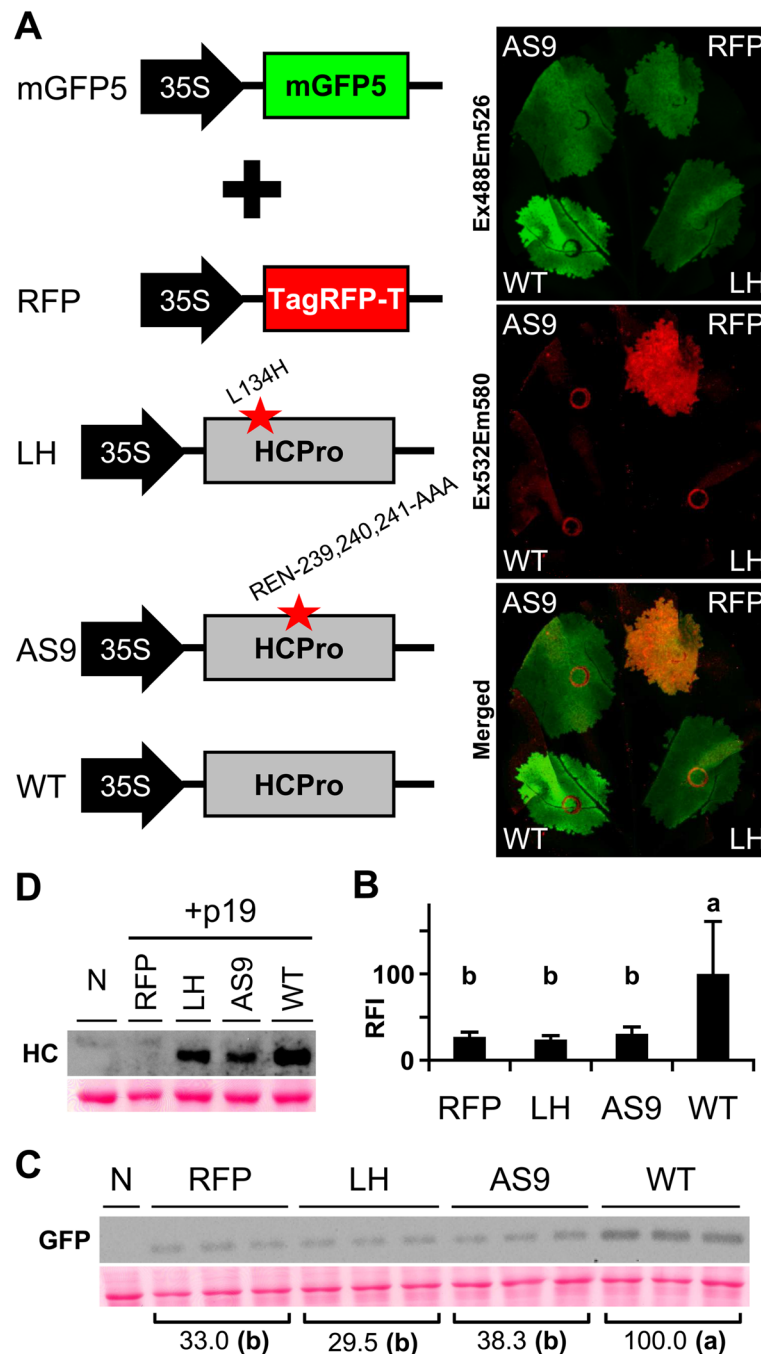 A
mGFP5
35S
mGFP5
RFP
35S
TagRFP-T
L134H
LH
35S
HCPro
REN-239,240,241-AAA
AS9
35S
HCPro
WT
35S
HCPro
Ex488Em526
AS9 RFP
WT LH
Ex532Em580
AS9 RFP
WT LH
Merged
AS9 RFP
WT LH
D
+p19
N RFP LH AS9 WT
HC
B
RFI
100
0
b b b a
RFP LH AS9 WT
C
N RFP LH AS9 WT
GFP
33.0 (b) 29.5 (b) 38.3 (b) 100.0 (a)